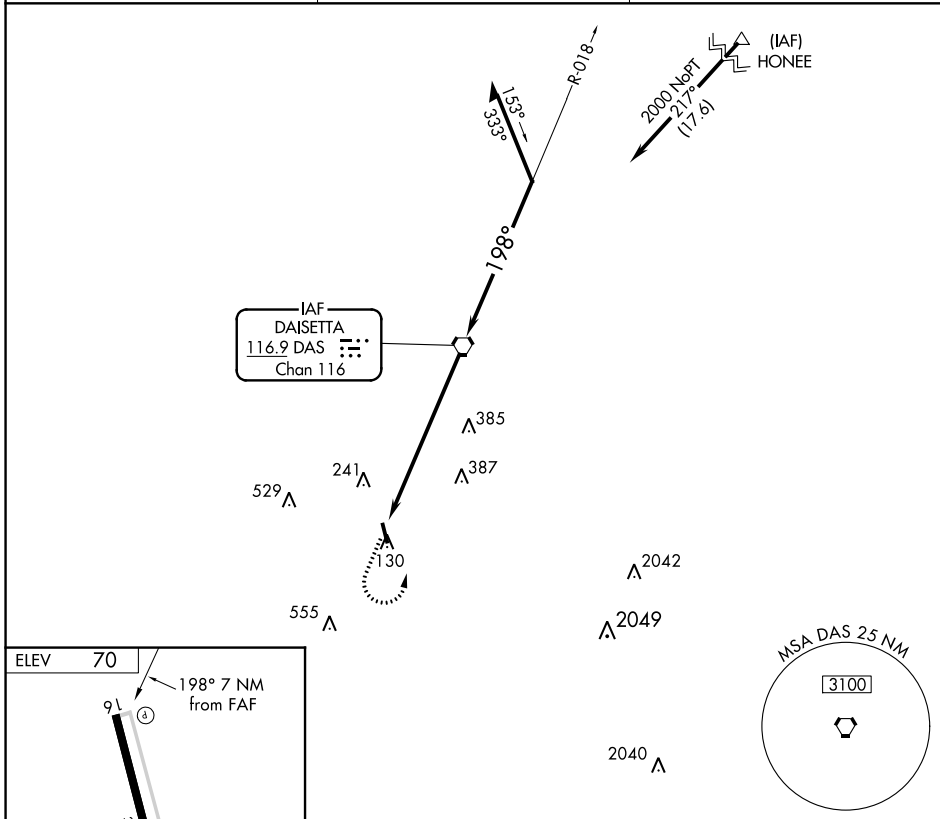 R-018
(IAF)
HONEE
2000 NoPT
217°
(17.6)
153°
333°
198°
IAF
DAISETTA
116.9 DAS
Chan 116
385
387
241
529
130
555
2042
2049
2040
MSA DAS 25 NM
3100
ELEV 70
198° 7 NM
from FAF
16
P